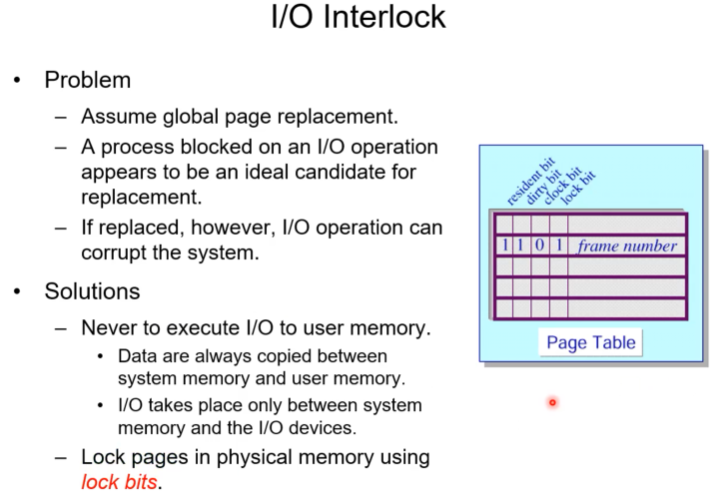 I/O Interlock
• Problem
– Assume global page replacement.
– A process blocked on an I/O operation
appears to be an ideal candidate for
replacement.
– If replaced, however, I/O operation can
corrupt the system.
• Solutions
– Never to execute I/O to user memory.
• Data are always copied between
system memory and user memory.
• I/O takes place only between system
memory and the I/O devices.
– Lock pages in physical memory using
lock bits.
resident bit
dirty bit
clock bit
lock bit
1 1 0 1 frame number
Page Table